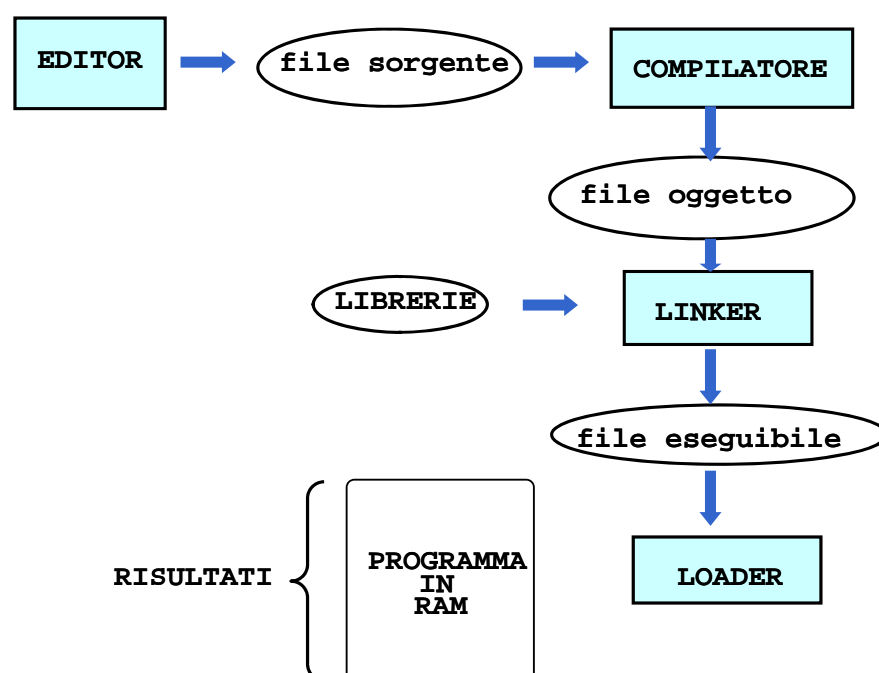 EDITOR
file sorgente
COMPILATORE
file oggetto
LIBRERIE
LINKER
file eseguibile
RISULTATI
PROGRAMMA
IN
RAM
LOADER